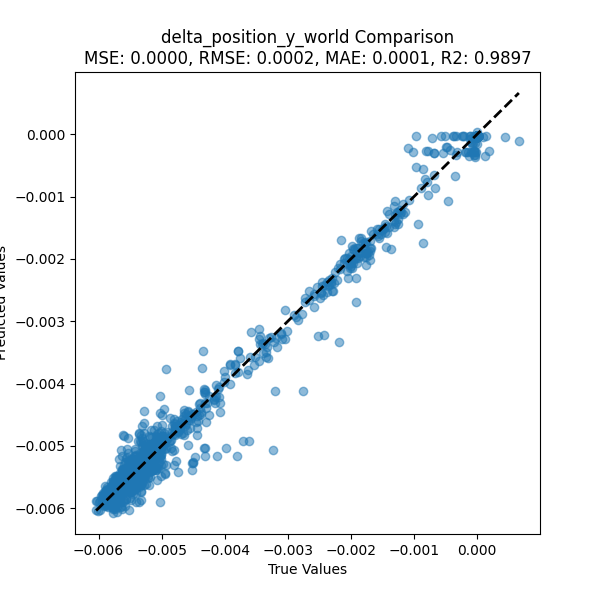 delta_position_y_world Comparison
MSE: 0.0000, RMSE: 0.0002, MAE: 0.0001, R2: 0.9897
0.000
−0.001
−0.002
−0.003
−0.004
−0.005
−0.006
Predicted Values
−0.006 −0.005 −0.004 −0.003 −0.002 −0.001 0.000
True Values